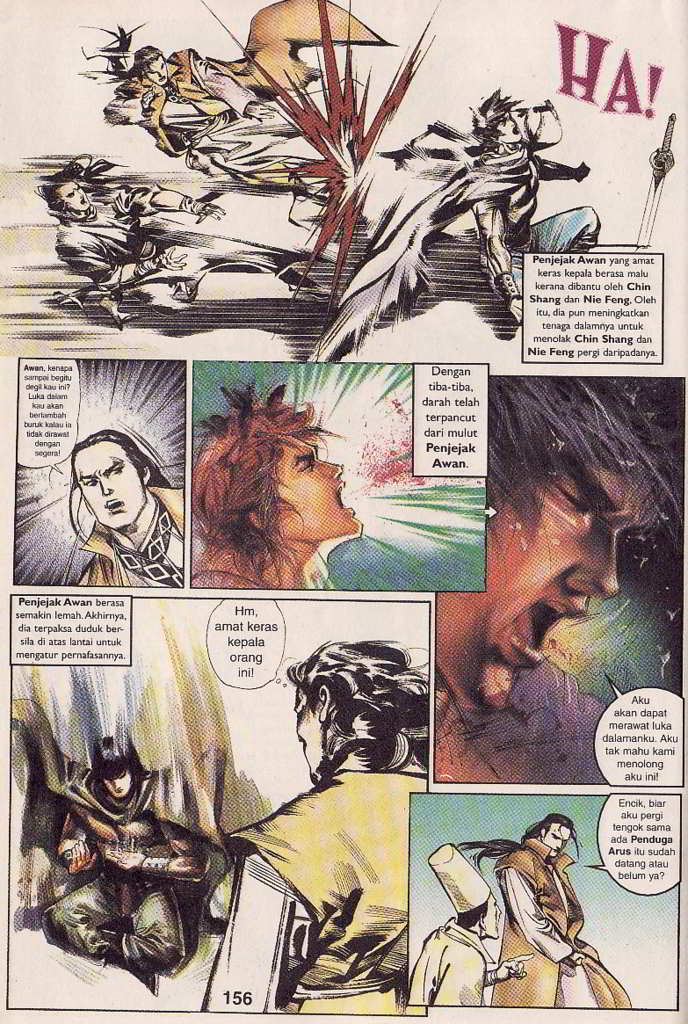 HA!
Penjejak Awan yang amat
keras kepala berasa malu
kerana dibantu oleh Chin
Shang dan Nie Feng. Oleh
itu, dia pun meningkatkan
tenaga dalamnya untuk
menolak Chin Shang dan
Nie Feng pergi daripadanya.
Awan, kenapa
sampai begitu
degil kau ini?
Luka dalam
kau akan
bertambah
buruk kalau ia
tidak dirawat
dengan
segera!
Dengan
tiba-tiba,
darah telah
terpancut
dari mulut
Penjejak
Awan.
Aku
akan dapat
merawat luka
dalamanku. Aku
tak mahu kami
menolong
aku ini!
Penjejak Awan berasa
semakin lemah. Akhirnya,
dia terpaksa duduk ber-
sila di atas lantai untuk
mengatur pernafasannya.
Hm,
amat keras
kepala
orang
ini!
Encik, biar
aku pergi
tengok sama
ada Penduga
Arus itu sudah
datang atau
belum ya?
156